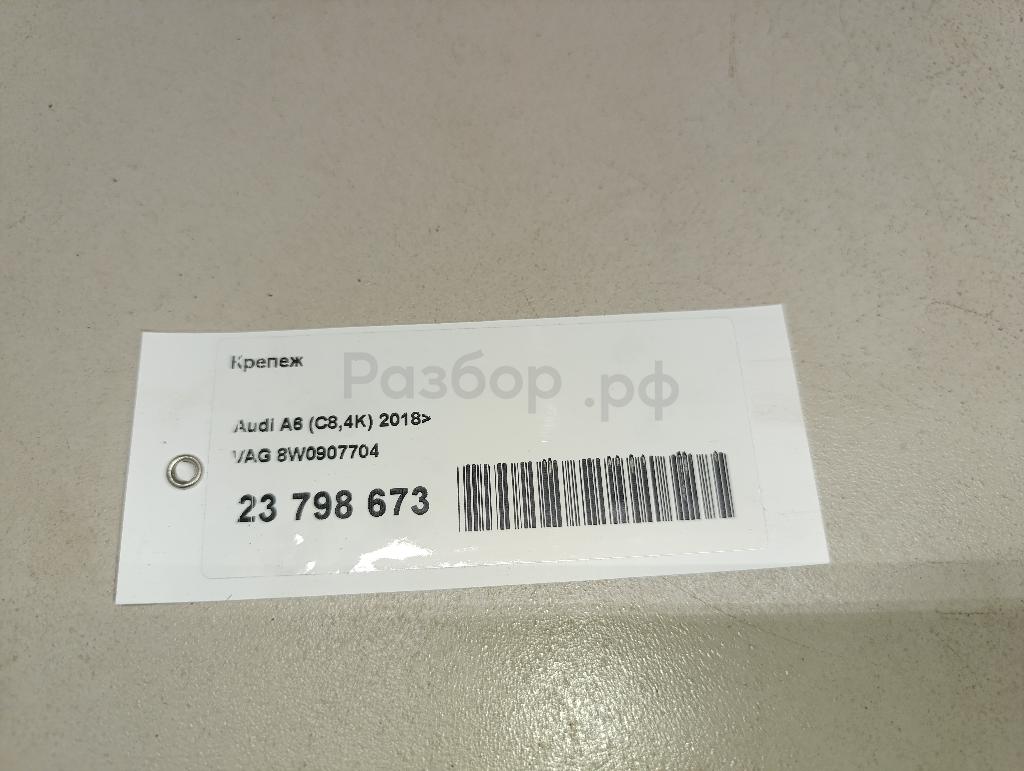 Крепеж
Разбор.рф
Audi A6 (C8,4K) 2018>
VAG 8W0907704
23 798 673